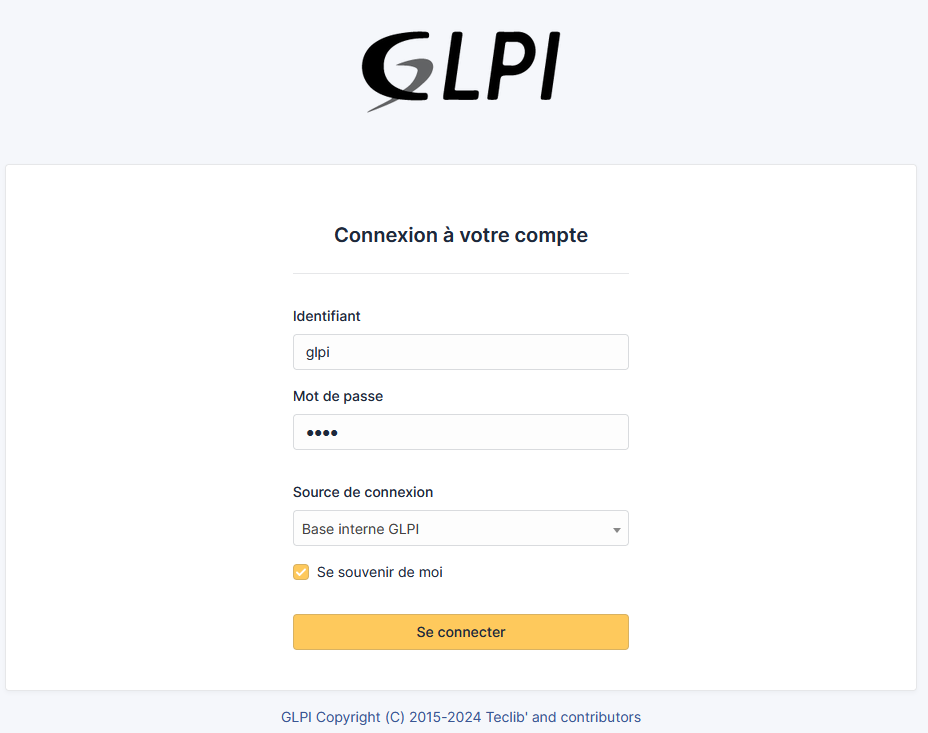 GLPI
Connexion à votre compte
Identifiant
glpi
Mot de passe
••••
Source de connexion
Base interne GLPI
Se souvenir de moi
Se connecter
GLPI Copyright (C) 2015-2024 Teclib' and contributors